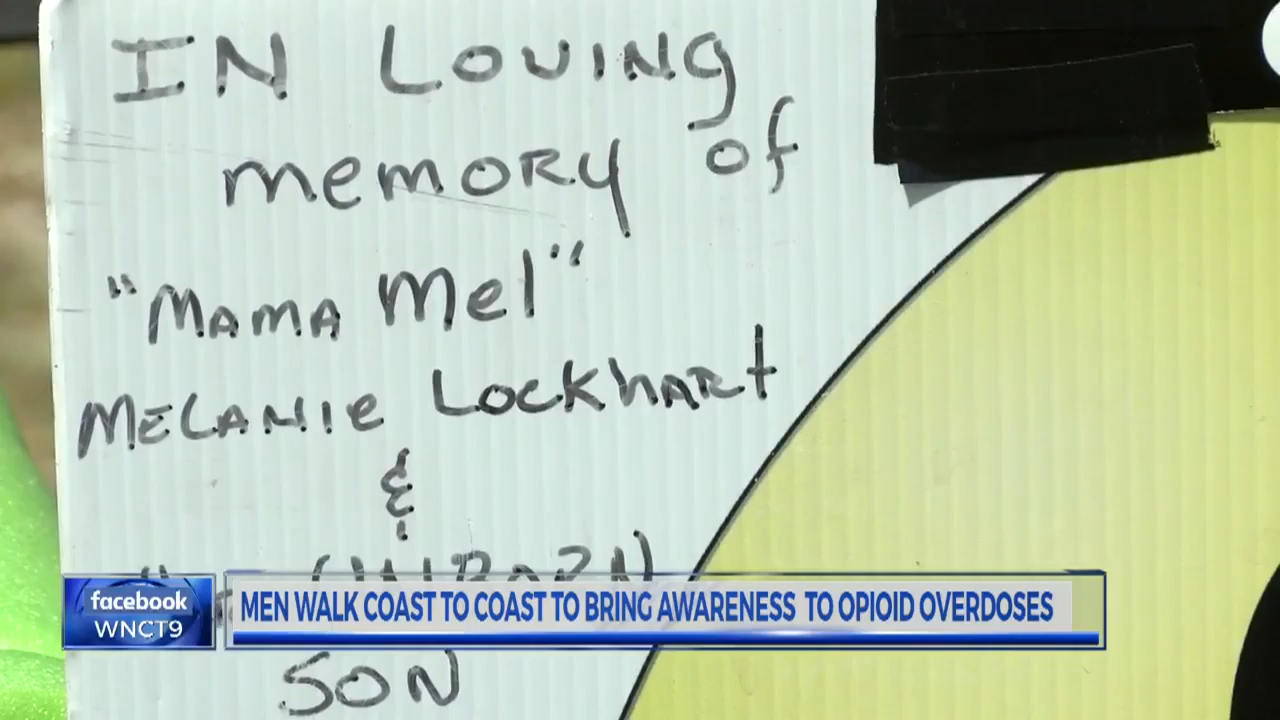 IN LOVING
memory of
"MAMA Mel"
MELANIE LOCKHART
&
(UNBORN)
SON
facebook
WNCT9
MEN WALK COAST TO COAST TO BRING AWARENESS TO OPIOID OVERDOSES